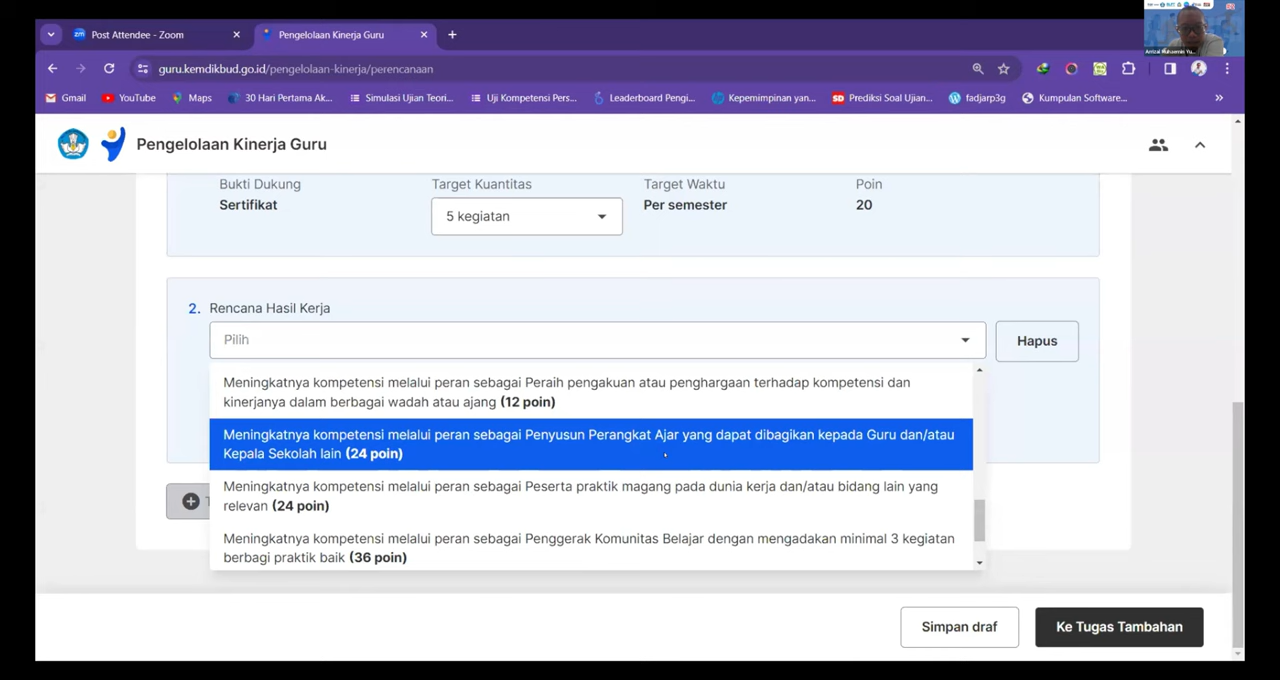 Post Attendee - Zoom
Pengelolaan Kinerja Guru
guru.kemdikbud.go.id/pengelolaan-kinerja/perencanaan
Gmail
YouTube
Maps
30 Hari Pertama Ak...
Simulasi Ujian Teori...
Uji Kompetensi Pers...
Leaderboard Pengi...
Kepemimpinan yan...
Prediksi Soal Ujian...
fadjarp3g
Kumpulan Software...
Pengelolaan Kinerja Guru
Bukti Dukung
Target Kuantitas
Target Waktu
Poin
Sertifikat
5 kegiatan
Per semester
20
2. Rencana Hasil Kerja
Pilih
Hapus
Meningkatnya kompetensi melalui peran sebagai Peraih pengakuan atau penghargaan terhadap kompetensi dan
kinerjanya dalam berbagai wadah atau ajang (12 poin)
Meningkatnya kompetensi melalui peran sebagai Penyusun Perangkat Ajar yang dapat dibagikan kepada Guru dan/atau
Kepala Sekolah lain (24 poin)
Meningkatnya kompetensi melalui peran sebagai Peserta praktik magang pada dunia kerja dan/atau bidang lain yang
relevan (24 poin)
Meningkatnya kompetensi melalui peran sebagai Penggerak Komunitas Belajar dengan mengadakan minimal 3 kegiatan
berbagi praktik baik (36 poin)
Simpan draf
Ke Tugas Tambahan